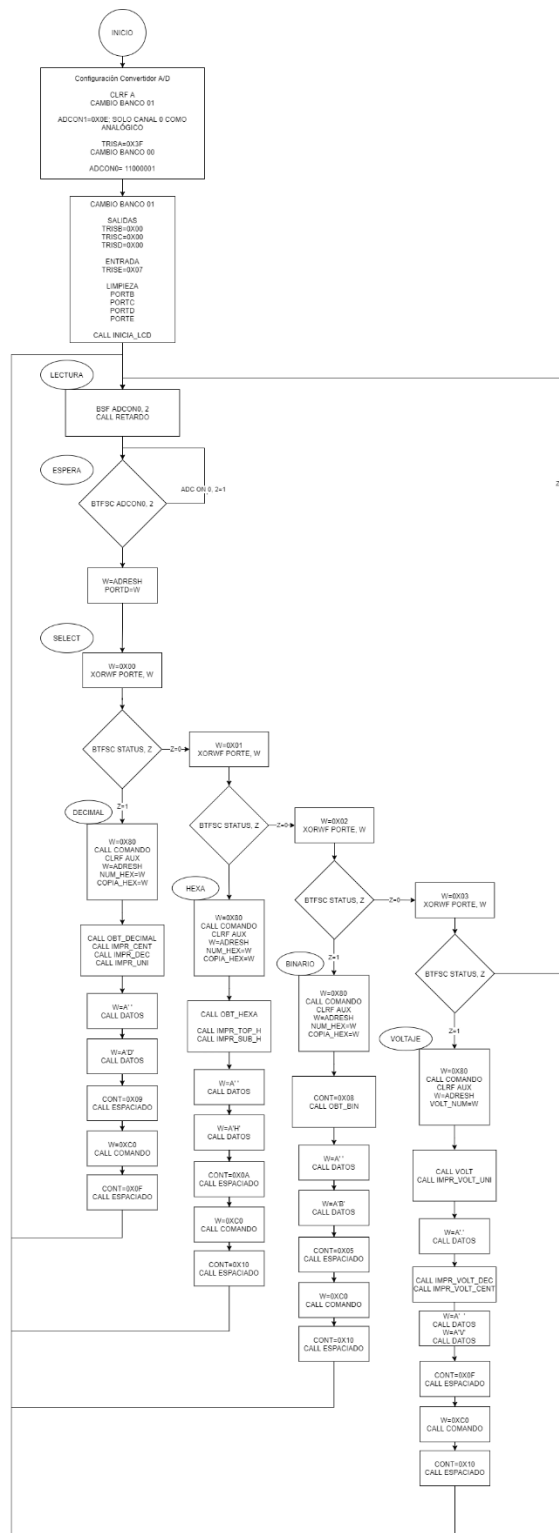 INICIO
Configuración Convertidor A/D
CLRF A
CAMBIO BANCO 01
ADCON1=0X0E; SOLO CANAL 0 COMO
ANALÓGICO
TRISA=0X3F
CAMBIO BANCO 00
ADCON0= 11000001
CAMBIO BANCO 01
SALIDAS
TRISB=0X00
TRISC=0X00
TRISD=0X00
ENTRADA
TRISE=0X07
LIMPIEZA
PORTB
PORTC
PORTD
PORTE
CALL INICIA_LCD
LECTURA
BSF ADCON0, 2
CALL RETARDO
ESPERA
ADC ON 0, 2=1
BTFSC ADCON0, 2
Z
W=ADRESH
PORTD=W
SELECT
W=0X00
XORWF PORTE, W
BTFSC STATUS, Z
Z=0
W=0X01
XORWF PORTE, W
Z=1
BTFSC STATUS, Z
Z=0
W=0X02
XORWF PORTE, W
BTFSC STATUS, Z
Z=0
W=0X03
XORWF PORTE, W
BTFSC STATUS, Z
DECIMAL
W=0X80
CALL COMANDO
CLRF AUX
W=ADRESH
NUM_HEX=W
COPIA_HEX=W
CALL OBT_DECIMAL
CALL IMPR_CENT
CALL IMPR_DEC
CALL IMPR_UNI
W=A' '
CALL DATOS
W=A'D'
CALL DATOS
CONT=0X09
CALL ESPACIADO
W=0XC0
CALL COMANDO
CONT=0X0F
CALL ESPACIADO
HEXA
W=0X80
CALL COMANDO
CLRF AUX
W=ADRESH
NUM_HEX=W
COPIA_HEX=W
CALL OBT_HEXA
CALL IMPR_TOP_H
CALL IMPR_SUB_H
W=A' '
CALL DATOS
W=A'H'
CALL DATOS
CONT=0X0A
CALL ESPACIADO
W=0XC0
CALL COMANDO
CONT=0X10
CALL ESPACIADO
BINARIO
Z=1
W=0X80
CALL COMANDO
CLRF AUX
W=ADRESH
NUM_HEX=W
COPIA_HEX=W
CONT=0X08
CALL OBT_BIN
W=A' '
CALL DATOS
W=A'B'
CALL DATOS
CONT=0X05
CALL ESPACIADO
W=0XC0
CALL COMANDO
CONT=0X10
CALL ESPACIADO
VOLTAJE
Z=1
W=0X80
CALL COMANDO
CLRF AUX
W=ADRESH
VOLT_NUM=W
CALL VOLT
CALL IMPR_VOLT_UNI
W=A'.'
CALL DATOS
CALL IMPR_VOLT_DEC
CALL IMPR_VOLT_CENT
W=A' '
CALL DATOS
W=A'V'
CALL DATOS
CONT=0X0F
CALL ESPACIADO
W=0XC0
CALL COMANDO
CONT=0X10
CALL ESPACIADO